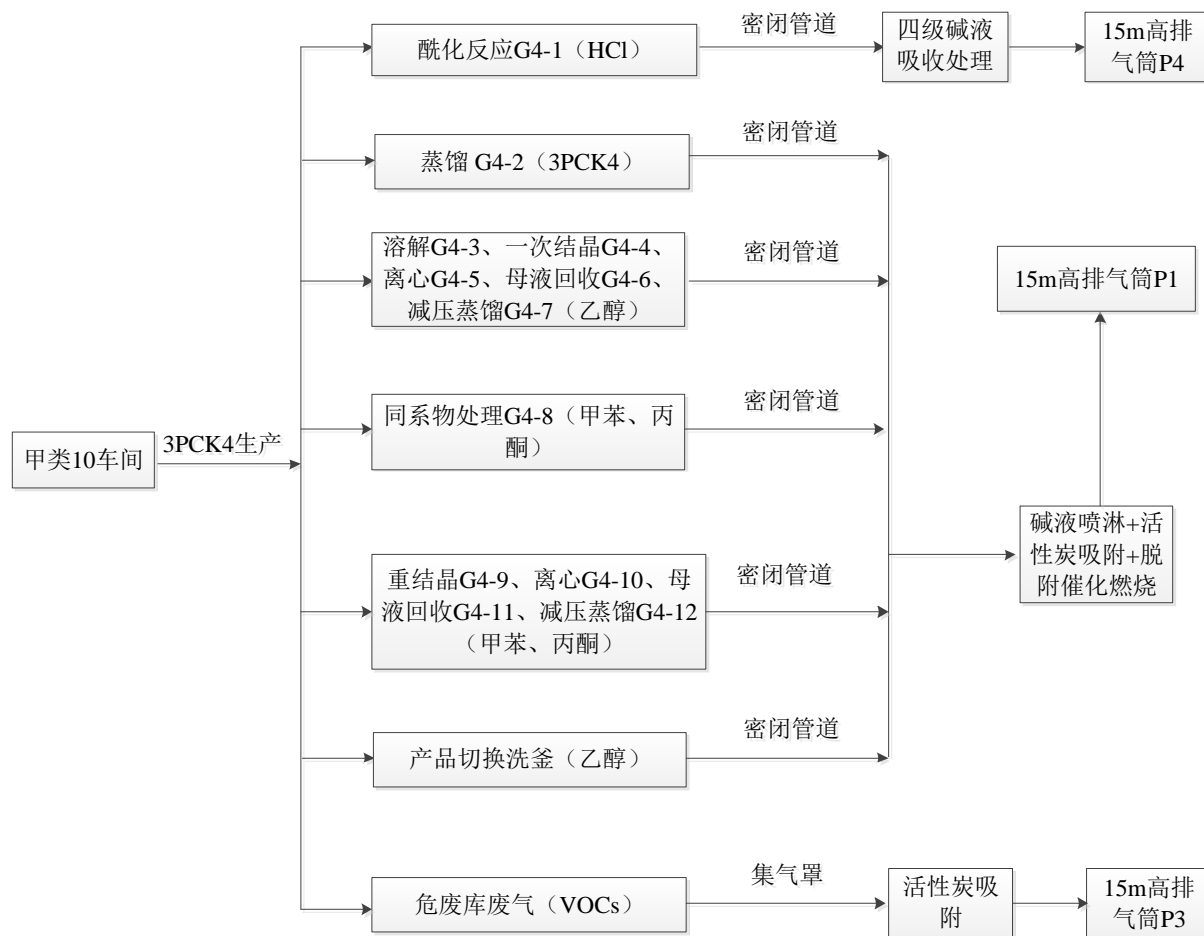 酰化反应G4-1（HCl）
密闭管道
四级碱液
吸收处理
15m高排
气筒P4
蒸馏 G4-2（3PCK4）
密闭管道
溶解G4-3、一次结晶G4-4、
离心G4-5、母液回收G4-6、
减压蒸馏G4-7（乙醇）
密闭管道
15m高排气筒P1
同系物处理G4-8（甲苯、丙
酮）
密闭管道
甲类10车间
3PCK4生产
重结晶G4-9、离心G4-10、母
液回收G4-11、减压蒸馏G4-12
（甲苯、丙酮）
密闭管道
碱液喷淋+活
性炭吸附+脱
附催化燃烧
产品切换洗釜（乙醇）
密闭管道
危废库废气（VOCs）
集气罩
活性炭吸
附
15m高排
气筒P3